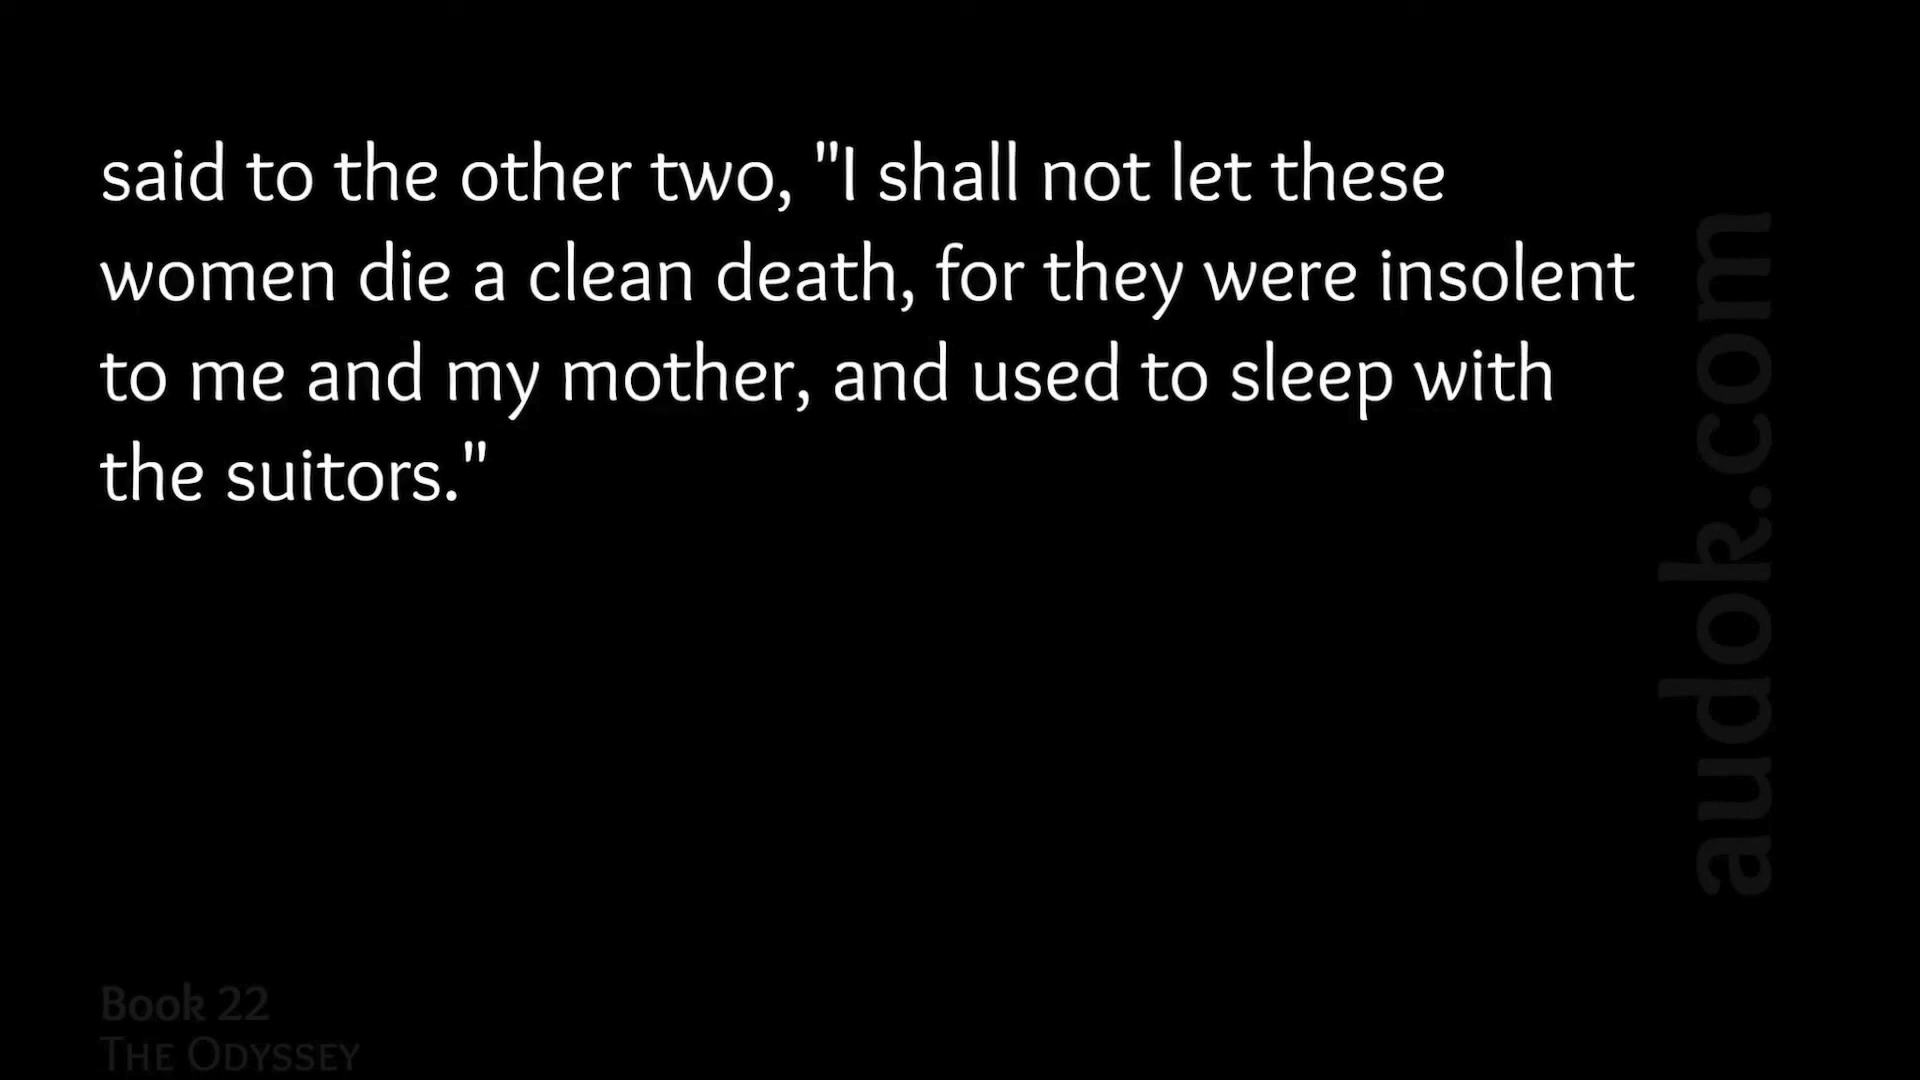 said to the other two, "I shall not let these
women die a clean death, for they were insolent
to me and my mother, and used to sleep with
the suitors."
audok.com
Book 22
THE ODYSSEY